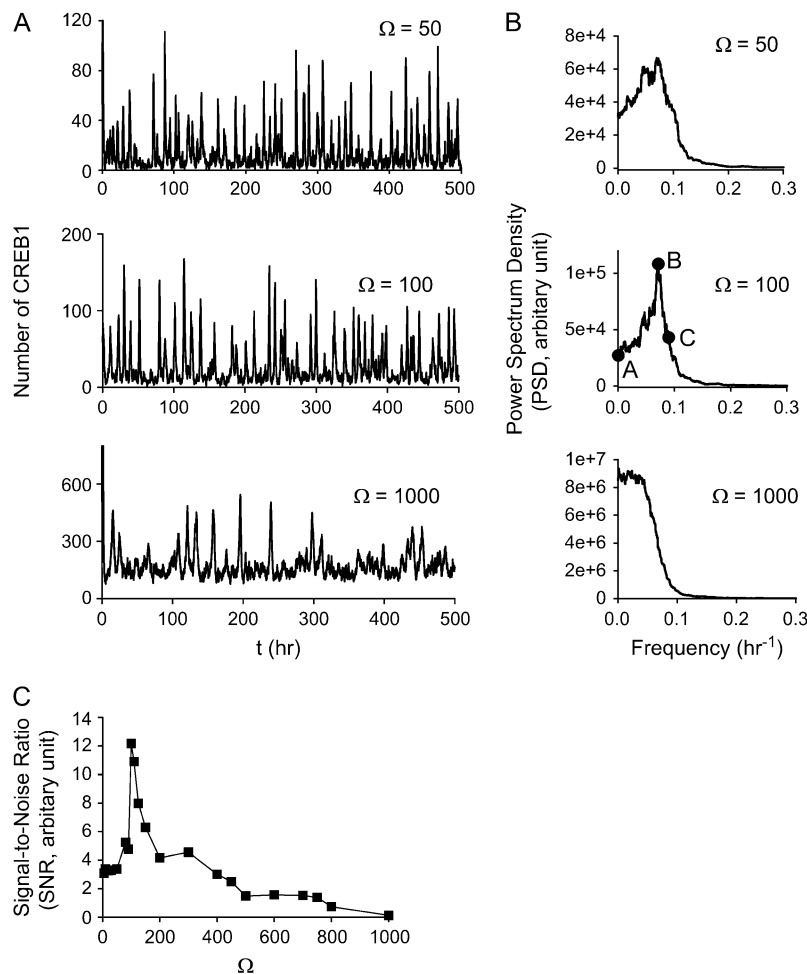 A
Number of CREB1
120
80
40
0
Ω = 50
0 100 200 300 400 500
200
100
0
Ω = 100
0 100 200 300 400 500
600
300
0
Ω = 1000
0 100 200 300 400 500
t (hr)
B
Power Spectrum Density
(PSD, arbitary unit)
8e+4
6e+4
4e+4
2e+4
0
Ω = 50
0.0 0.1 0.2 0.3
1e+5
5e+4
0
Ω = 100
B
C
A
0.0 0.1 0.2 0.3
1e+7
8e+6
6e+6
4e+6
2e+6
0
Ω = 1000
0.0 0.1 0.2 0.3
Frequency (hr-1)
C
Signal-to-Noise Ratio
(SNR, arbitary unit)
14
12
10
8
6
4
2
0
0 200 400 600 800 1000
Ω